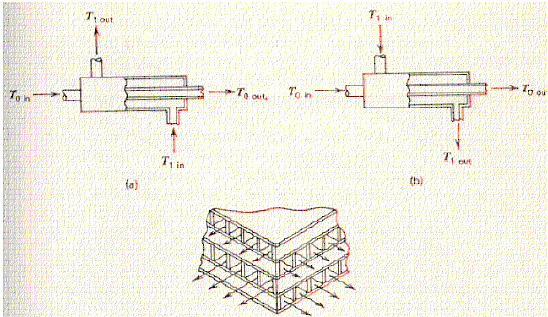 T1 out
T0 in
T0 out,
T1 in
(a)
T1 in
T0 in
T0 out
T1 out
(b)